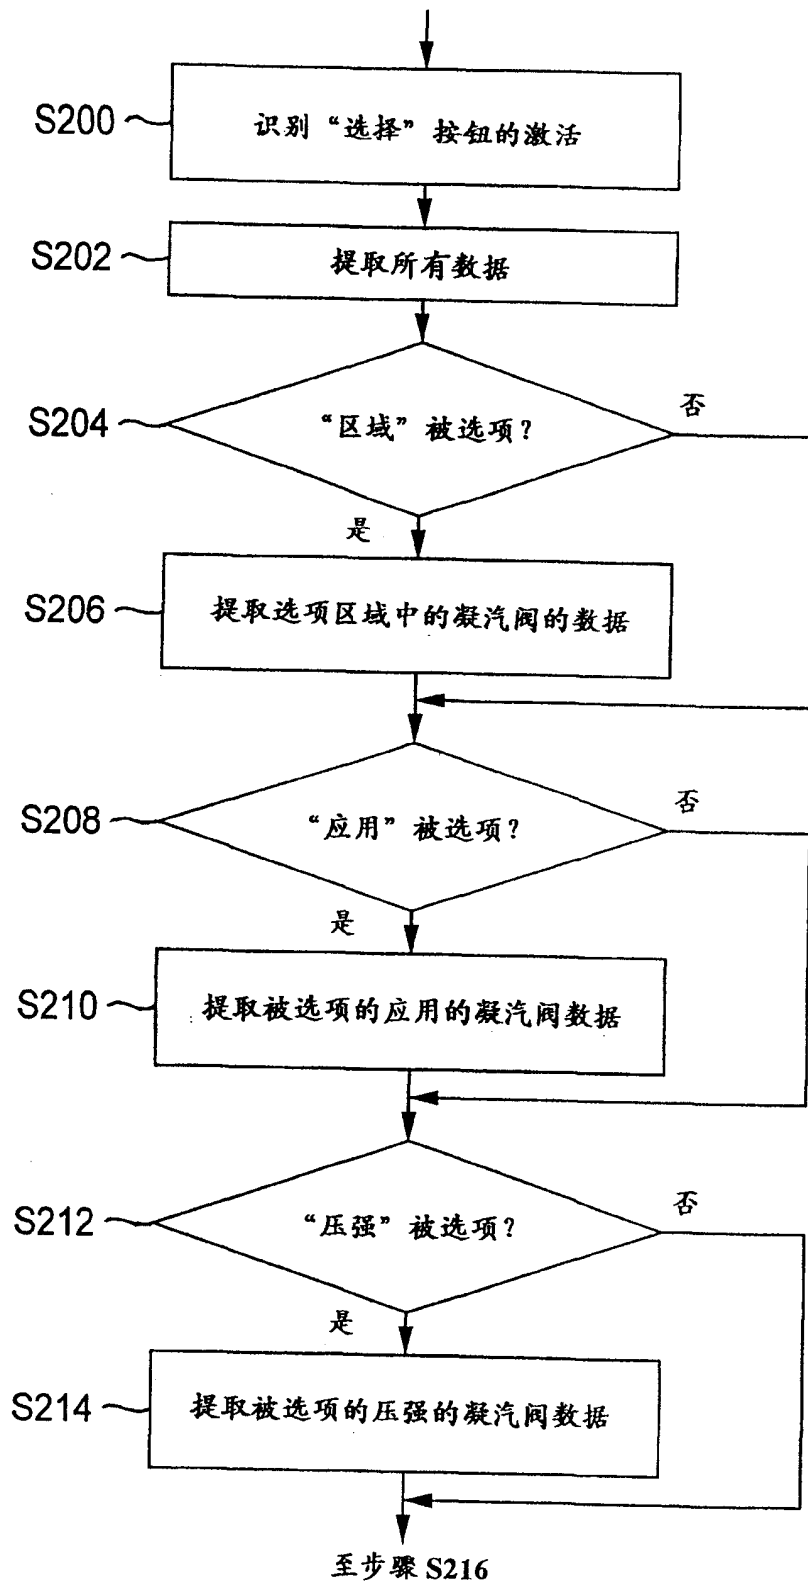 S200
识别“选择”按钮的激活
S202
提取所有数据
S204
“区域”被选项？
否
是
S206
提取选项区域中的凝汽阀的数据
S208
“应用”被选项？
否
是
S210
提取被选项的应用的凝汽阀数据
S212
“压强”被选项？
否
是
S214
提取被选项的压强的凝汽阀数据
至步骤 S216